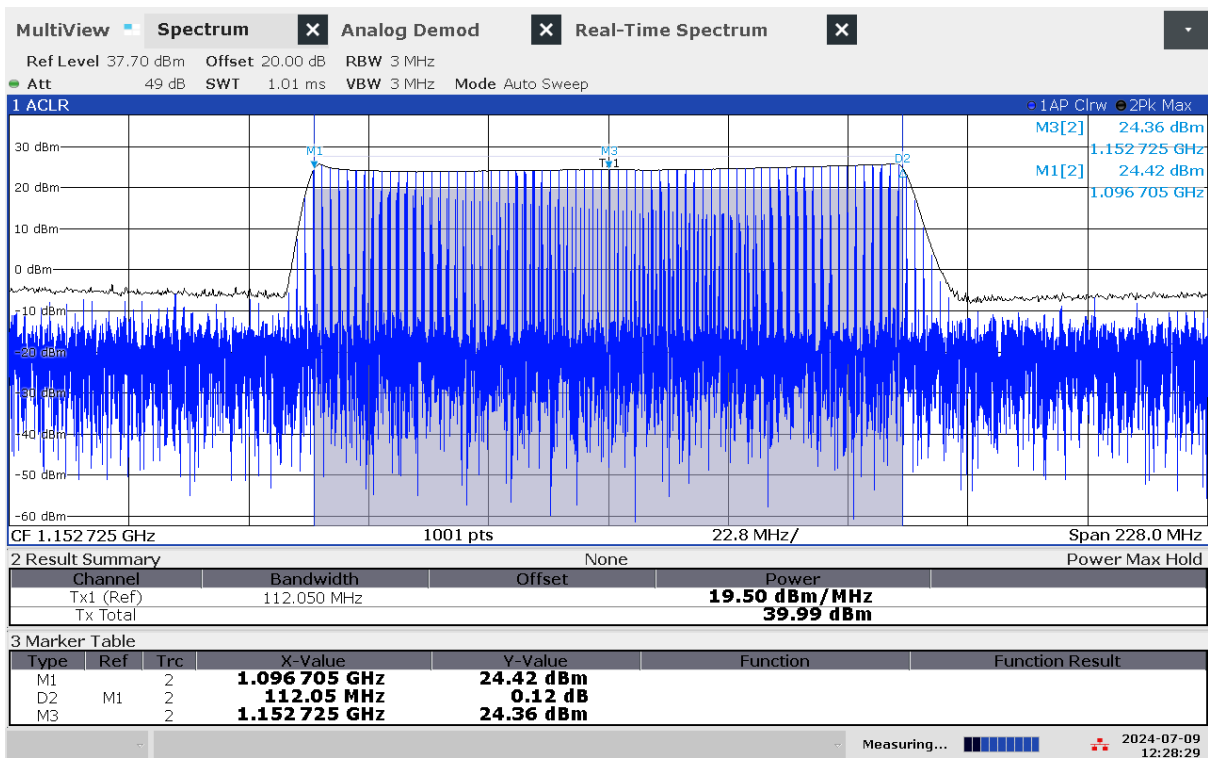 MultiView Spectrum X Analog Demod X Real-Time Spectrum X
Ref Level 37.70 dBm Offset 20.00 dB RBW 3 MHz
Att 49 dB SWT 1.01 ms VBW 3 MHz Mode Auto Sweep
1 ACLR 1AP Clrw 2Pk Max
M3[2] 24.36 dBm
1.152 725 GHz
M1[2] 24.42 dBm
1.096 705 GHz
30 dBm
M1 M3 D2
Tx1
20 dBm
10 dBm
0 dBm
-10 dBm
-20 dBm
-30 dBm
-40 dBm
-50 dBm
-60 dBm
CF 1.152 725 GHz 1001 pts 22.8 MHz/ Span 228.0 MHz
2 Result Summary None Power Max Hold
Channel Bandwidth Offset Power
Tx1 (Ref) 112.050 MHz 19.50 dBm/MHz
Tx Total 39.99 dBm
3 Marker Table
Type Ref Trc X-Value Y-Value Function Function Result
M1 2 1.096 705 GHz 24.42 dBm
D2 M1 2 112.05 MHz 0.12 dB
M3 2 1.152 725 GHz 24.36 dBm
Measuring... 2024-07-09
12:28:29